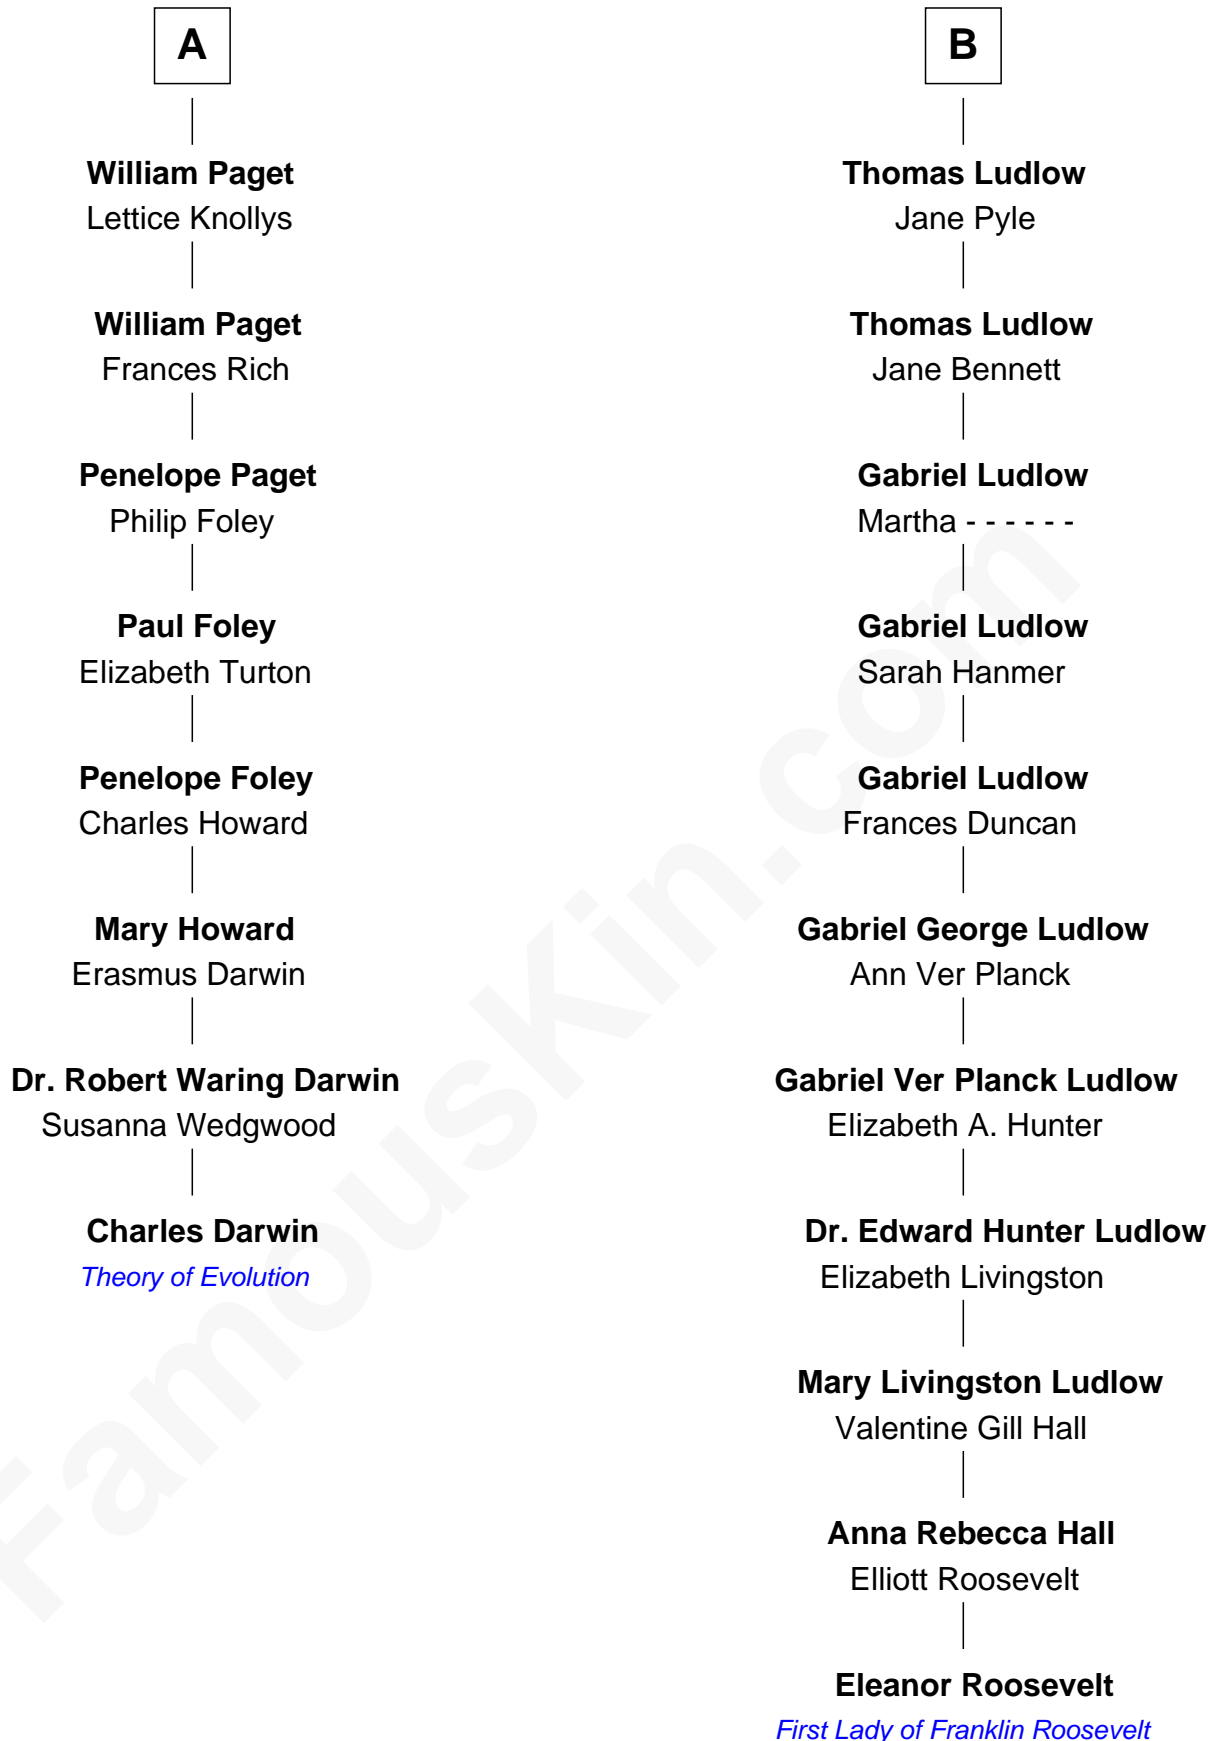 A
William Paget
Lettice Knollys
William Paget
Frances Rich
Penelope Paget
Philip Foley
Paul Foley
Elizabeth Turton
Penelope Foley
Charles Howard
Mary Howard
Erasmus Darwin
Dr. Robert Waring Darwin
Susanna Wedgwood
Charles Darwin
Theory of Evolution
B
Thomas Ludlow
Jane Pyle
Thomas Ludlow
Jane Bennett
Gabriel Ludlow
Martha - - - - - -
Gabriel Ludlow
Sarah Hanmer
Gabriel Ludlow
Frances Duncan
Gabriel George Ludlow
Ann Ver Planck
Gabriel Ver Planck Ludlow
Elizabeth A. Hunter
Dr. Edward Hunter Ludlow
Elizabeth Livingston
Mary Livingston Ludlow
Valentine Gill Hall
Anna Rebecca Hall
Elliott Roosevelt
Eleanor Roosevelt
First Lady of Franklin Roosevelt
FamousKin.com